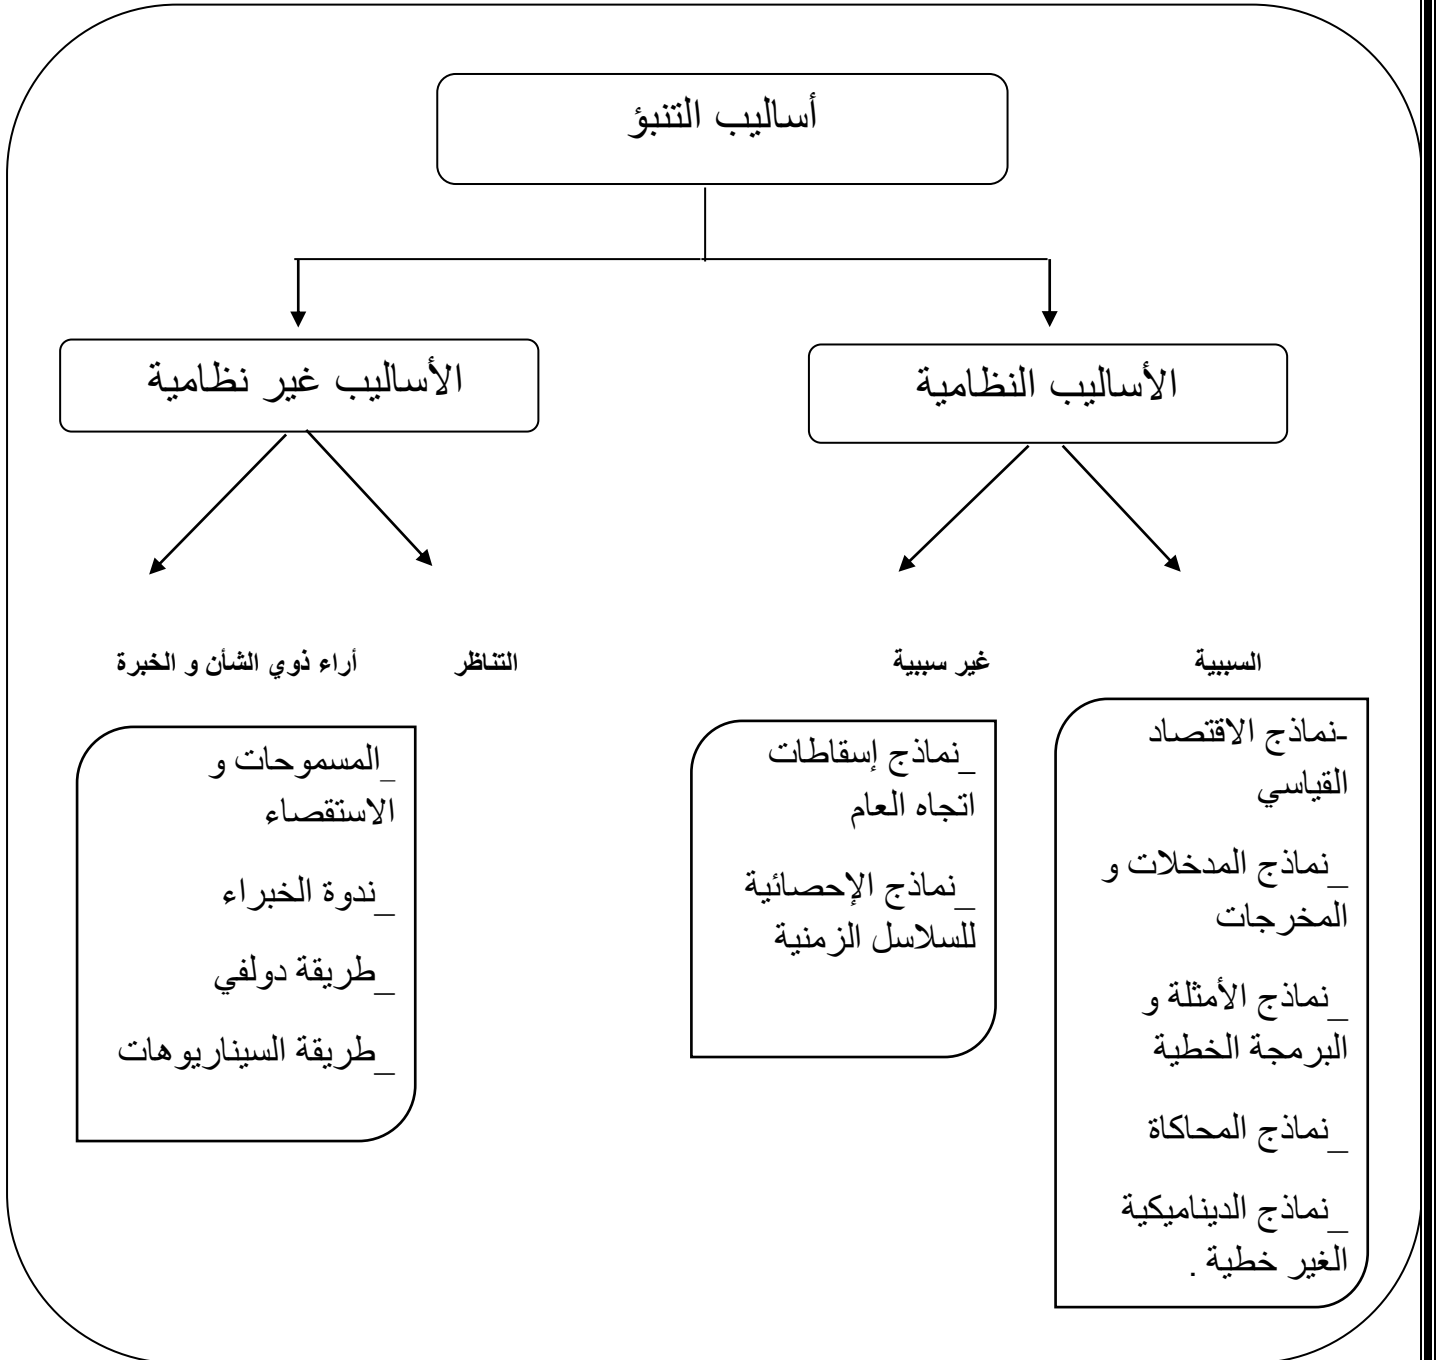 أساليب التنبؤ
الأساليب النظامية
الأساليب غير نظامية
السببية
غير سببية
التناظر
أراء ذوي الشأن و الخبرة
-نماذج الاقتصاد
القياسي
_نماذج المدخلات و
المخرجات
_نماذج الأمثلة و
البرمجة الخطية
_نماذج المحاكاة
_نماذج الديناميكية
الغير خطية .
_نماذج إسقاطات
اتجاه العام
_نماذج الإحصائية
للسلاسل الزمنية
_المسموحات و
الاستقصاء
_ندوة الخبراء
_طريقة دولفي
_طريقة السيناريوهات